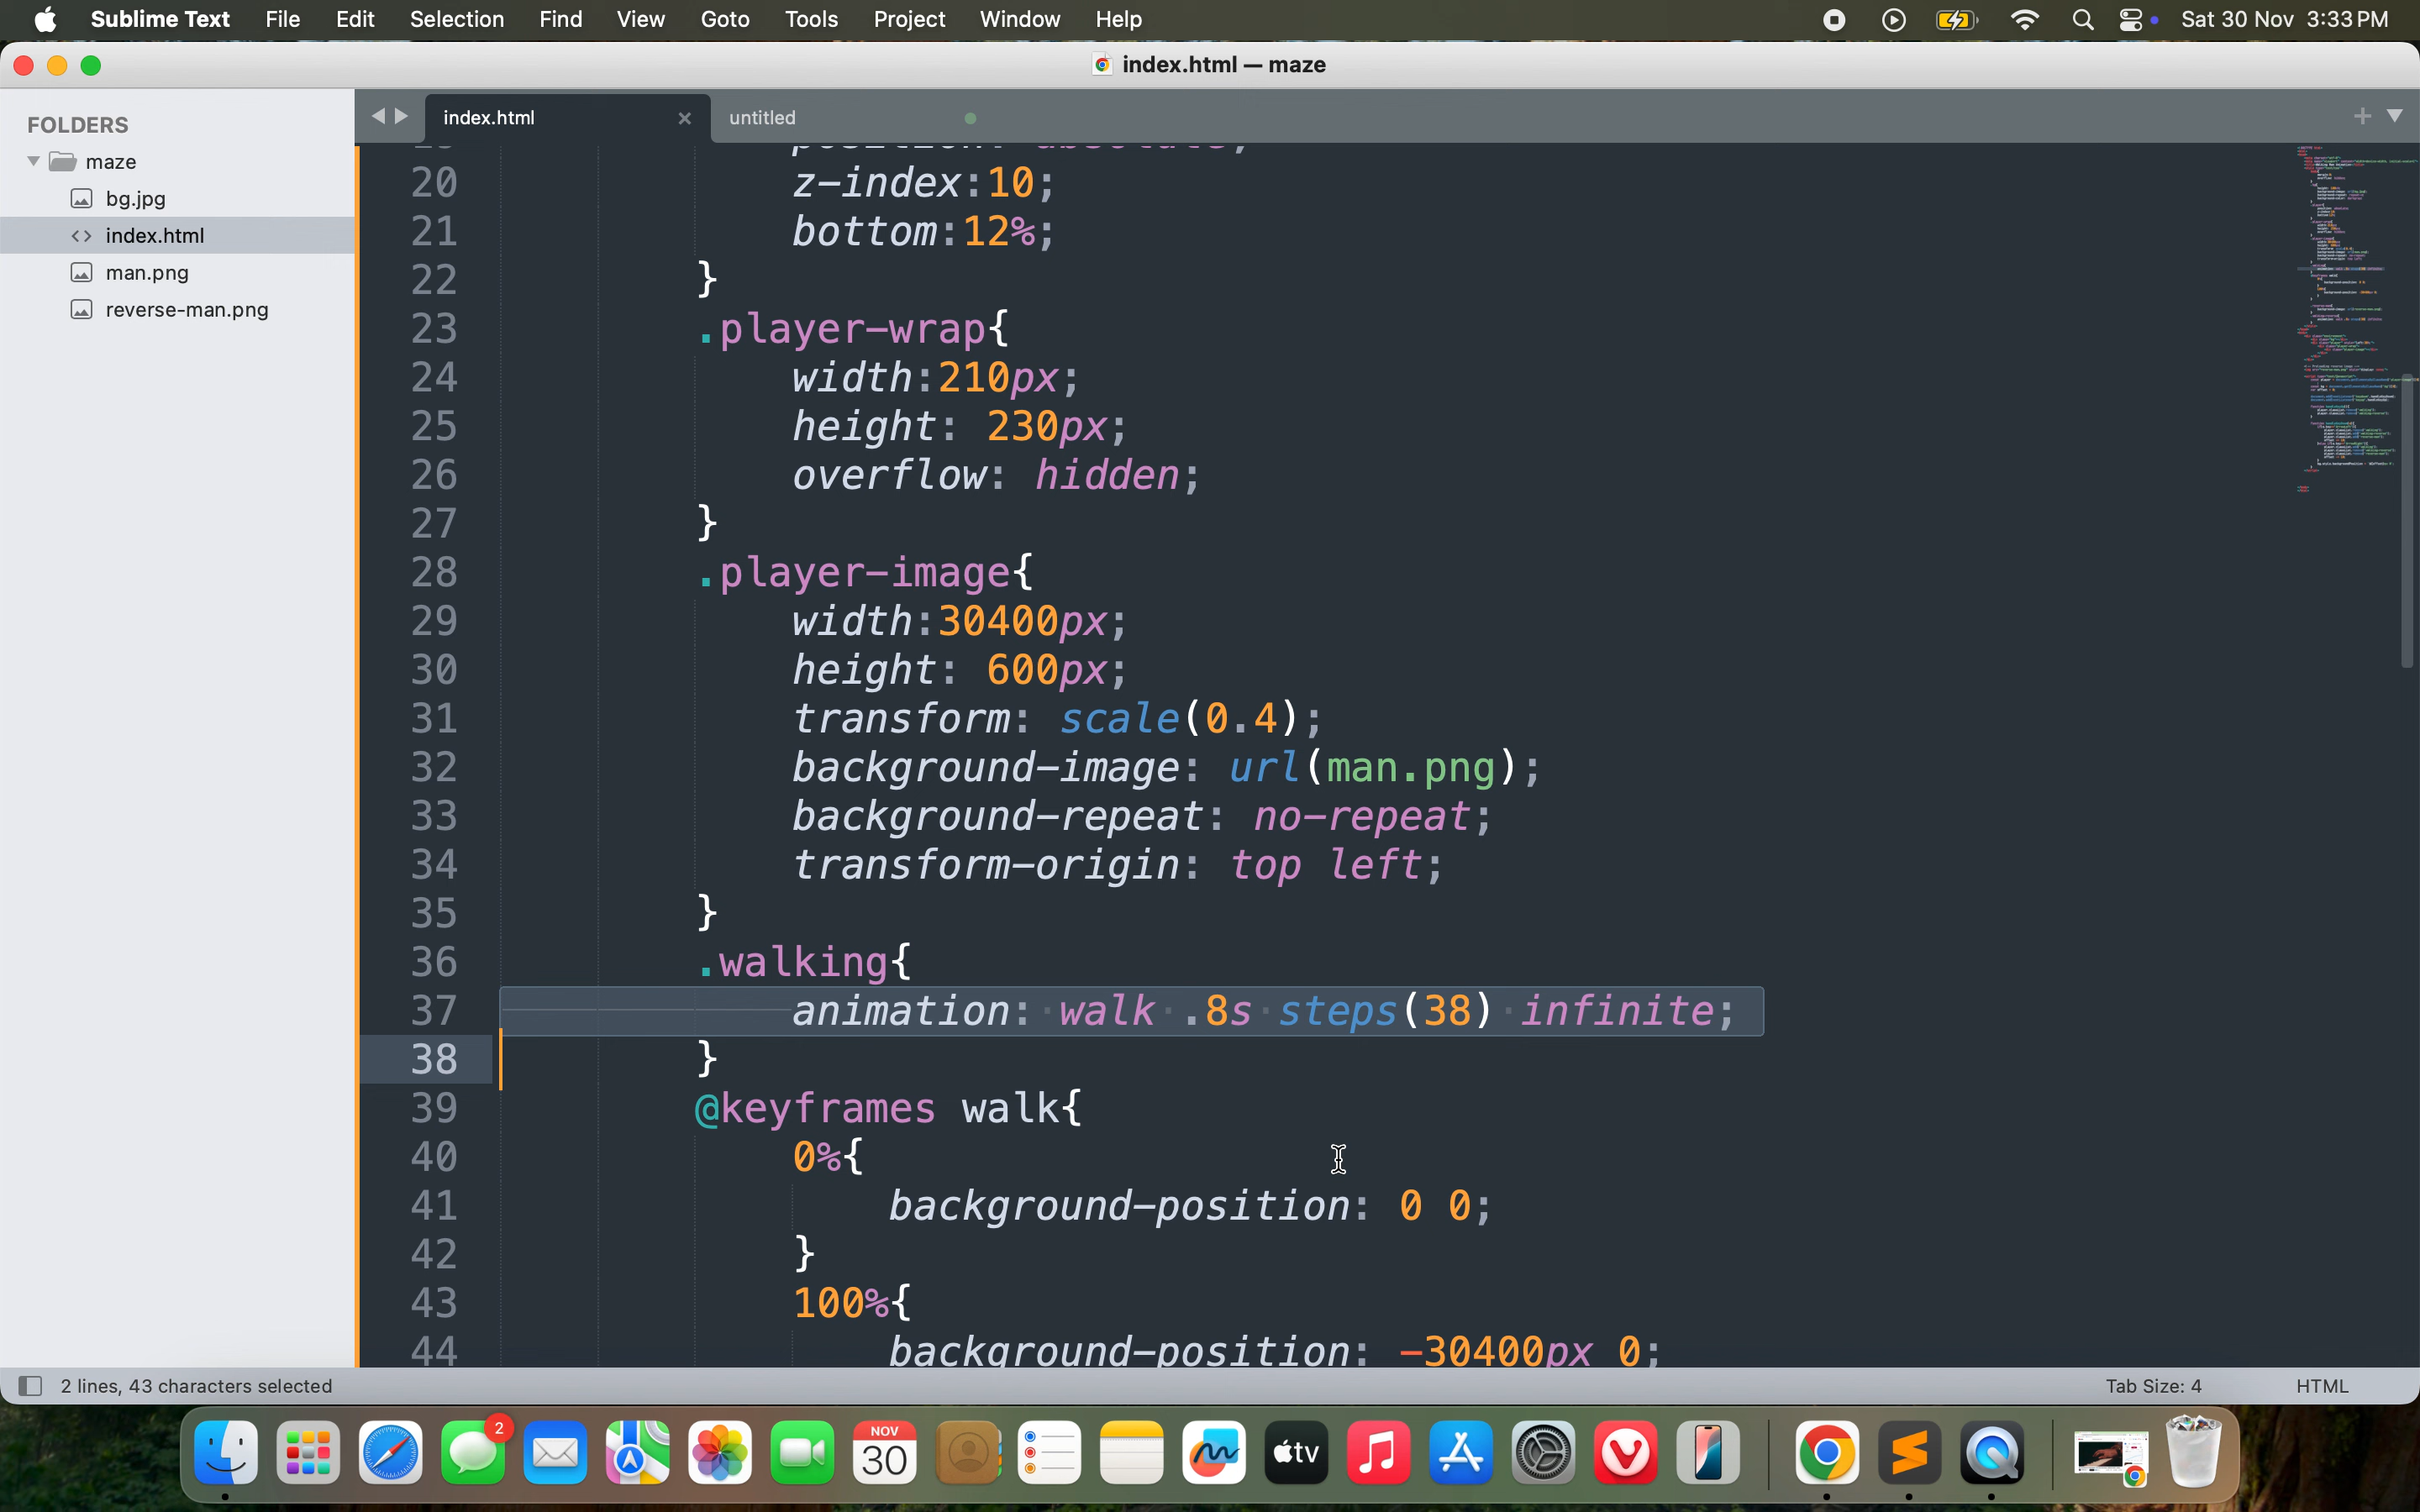 Sublime Text File Edit Selection Find View Goto Tools Project Window Help Sat 30 Nov 3:33 PM
index.html — maze
FOLDERS
maze
bg.jpg
index.html
man.png
reverse-man.png
index.html untitled
20 z-index:10;
21 bottom:12%;
22 }
23 .player-wrap{
24 width:210px;
25 height: 230px;
26 overflow: hidden;
27 }
28 .player-image{
29 width:30400px;
30 height: 600px;
31 transform: scale(0.4);
32 background-image: url(man.png);
33 background-repeat: no-repeat;
34 transform-origin: top left;
35 }
36 .walking{
37 animation: walk .8s steps(38) infinite;
38 }
39 @keyframes walk{
40 0%{
41 background-position: 0 0;
42 }
43 100%{
44 background-position: -30400px 0;
2 lines, 43 characters selected Tab Size: 4 HTML
2
NOV
30
tv